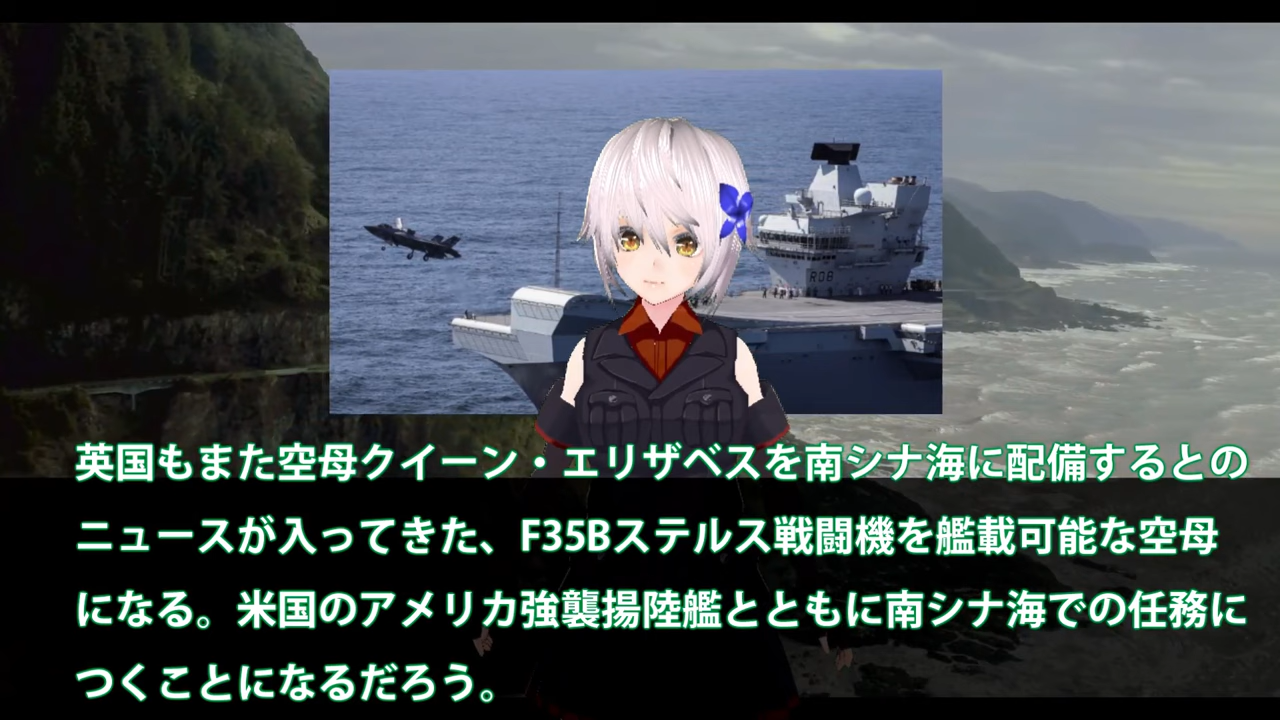 R08
英国もまた空母クイーン・エリザベスを南シナ海に配備するとの
ニュースが入ってきた、F35Bステルス戦闘機を艦載可能な空母
になる。米国のアメリカ強襲揚陸艦とともに南シナ海での任務に
つくことになるだろう。